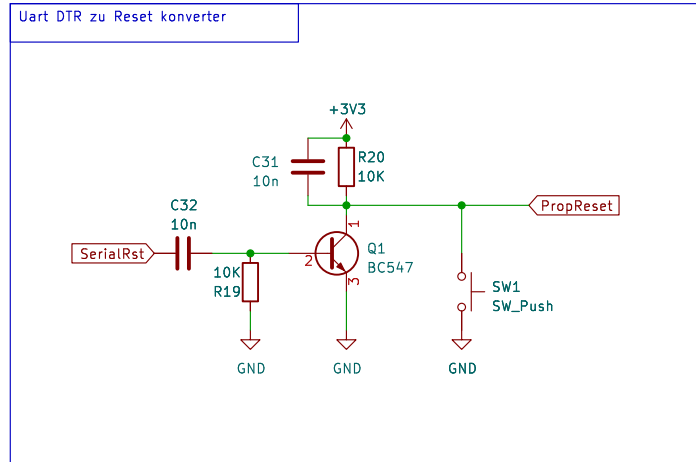 Uart DTR zu Reset konverter
+3V3
C31
10n
R20
10K
C32
10n
PropReset
SerialRst
1
Q1
BC547
2
3
10K
R19
SW1
SW_Push
GND
GND
GND